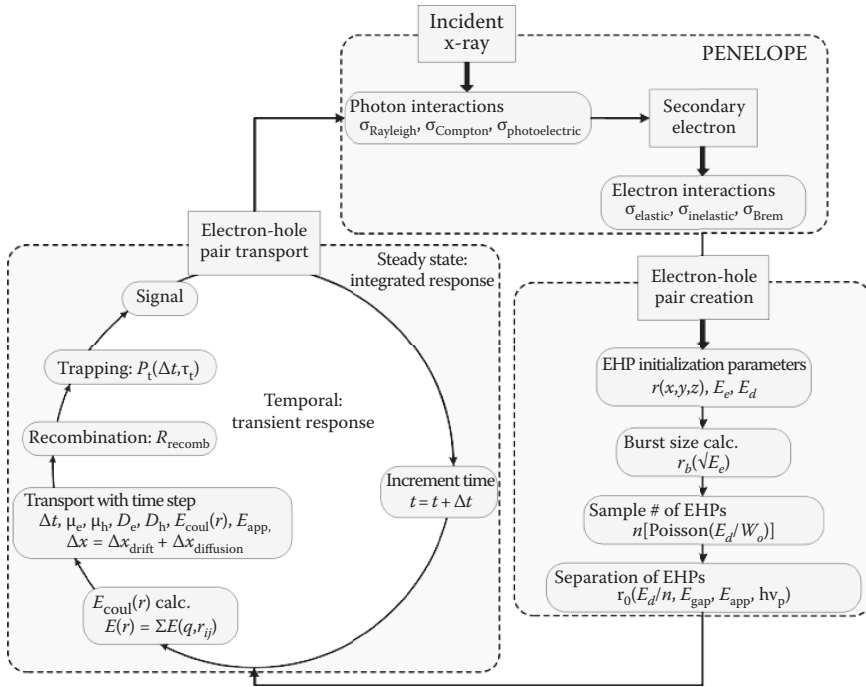 Incident
x-ray
PENELOPE
Photon interactions
σRayleigh, σCompton, σphotoelectric
Secondary
electron
Electron interactions
σelastic, σinelastic, σBrem
Electron-hole
pair transport
Steady state:
integrated response
Signal
Trapping: Pt(Δt,τt)
Temporal:
transient response
Recombination: Rrecomb
Increment time
t = t + Δt
Transport with time step
Δt, μe, μh, De, Dh, Ecoul(r), Eapp,
Δx = Δxdrift + Δxdiffusion
Ecoul(r) calc.
E(r) = ΣE(q,rij)
Electron-hole
pair creation
EHP initialization parameters
r(x,y,z), Ee, Ed
Burst size calc.
rb(√Ee)
Sample # of EHPs
n[Poisson(Ed/Wo)]
Separation of EHPs
r0(Ed/n, Egap, Eapp, hvp)